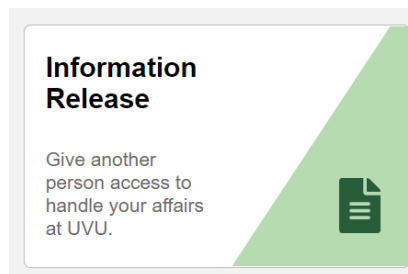 Information
Release
Give another
person access to
handle your affairs
at UVU.